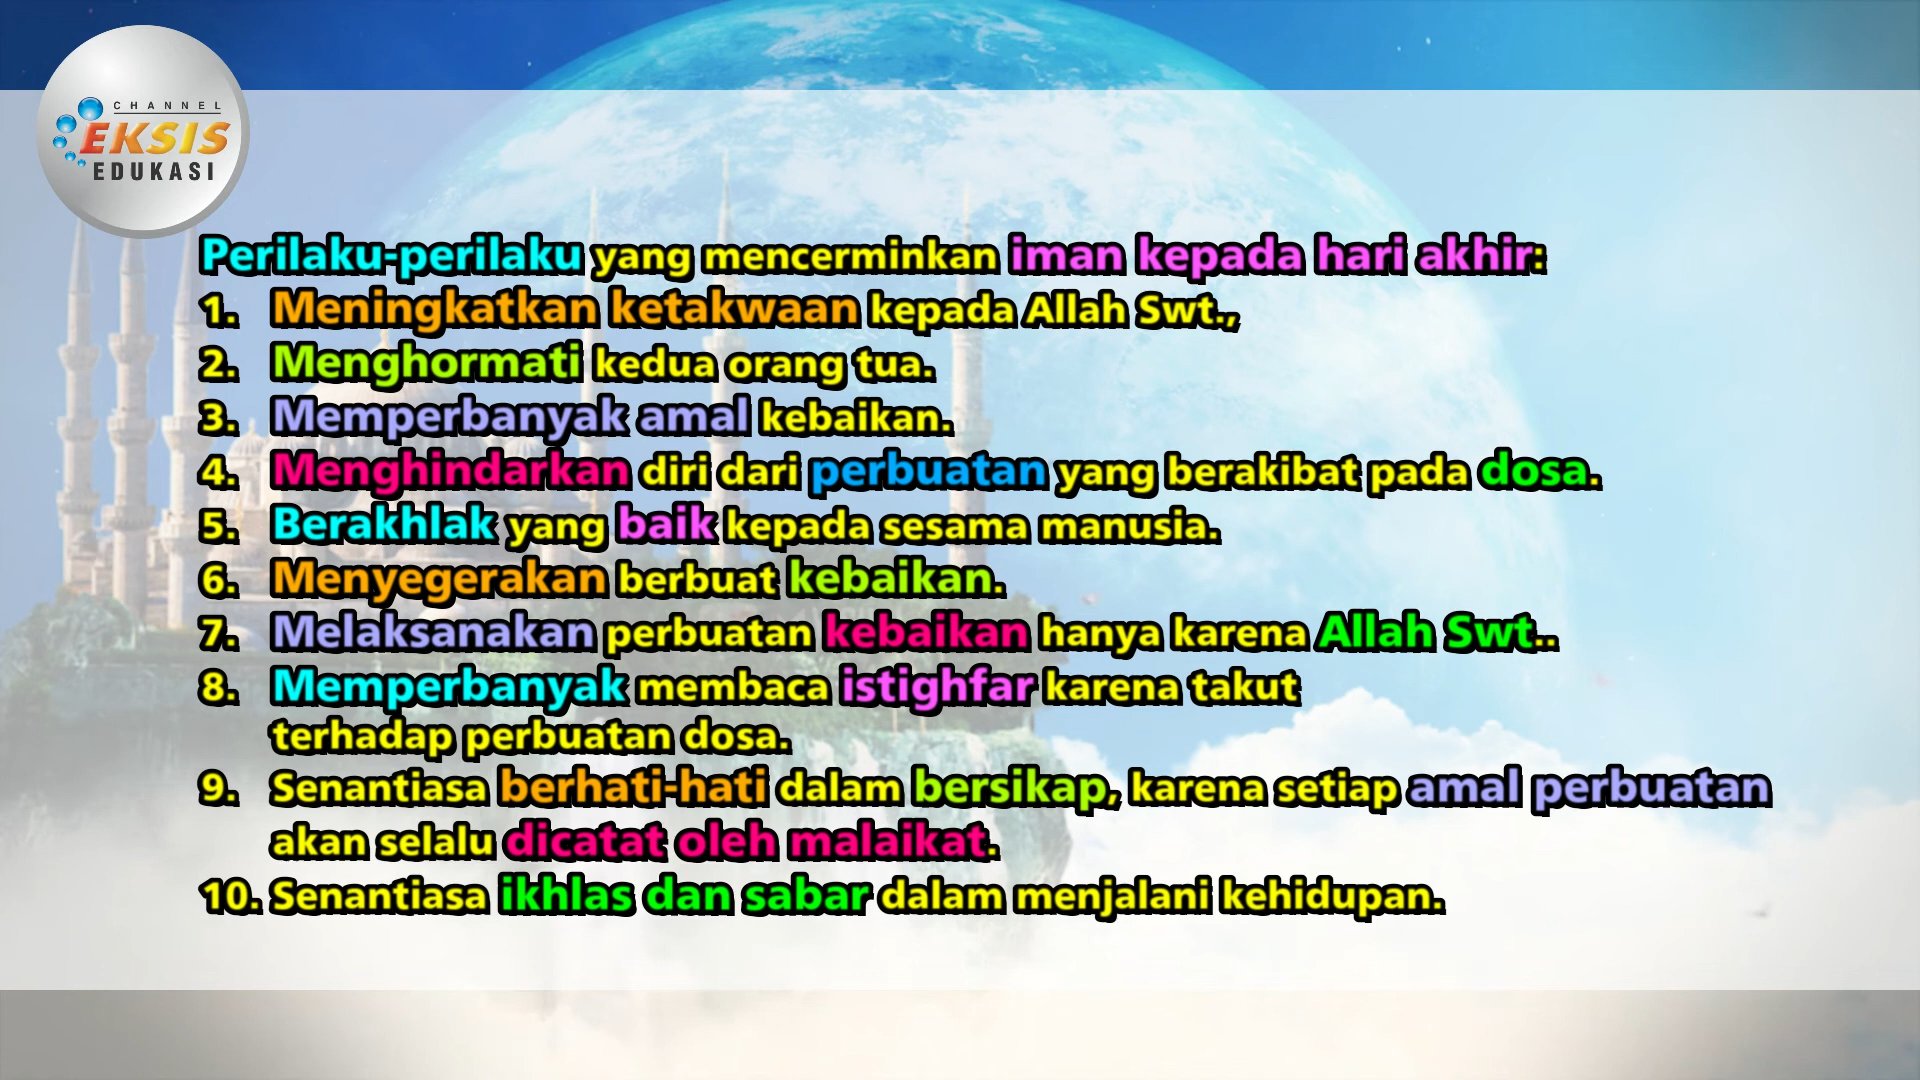 CHANNEL
EKSIS
EDUKASI
Perilaku-perilaku yang mencerminkan iman kepada hari akhir:
1. Meningkatkan ketakwaan kepada Allah Swt.,
2. Menghormati kedua orang tua.
3. Memperbanyak amal kebaikan.
4. Menghindarkan diri dari perbuatan yang berakibat pada dosa.
5. Berakhlak yang baik kepada sesama manusia.
6. Menyegerakan berbuat kebaikan.
7. Melaksanakan perbuatan kebaikan hanya karena Allah Swt..
8. Memperbanyak membaca istighfar karena takut
terhadap perbuatan dosa.
9. Senantiasa berhati-hati dalam bersikap, karena setiap amal perbuatan
akan selalu dicatat oleh malaikat.
10. Senantiasa ikhlas dan sabar dalam menjalani kehidupan.